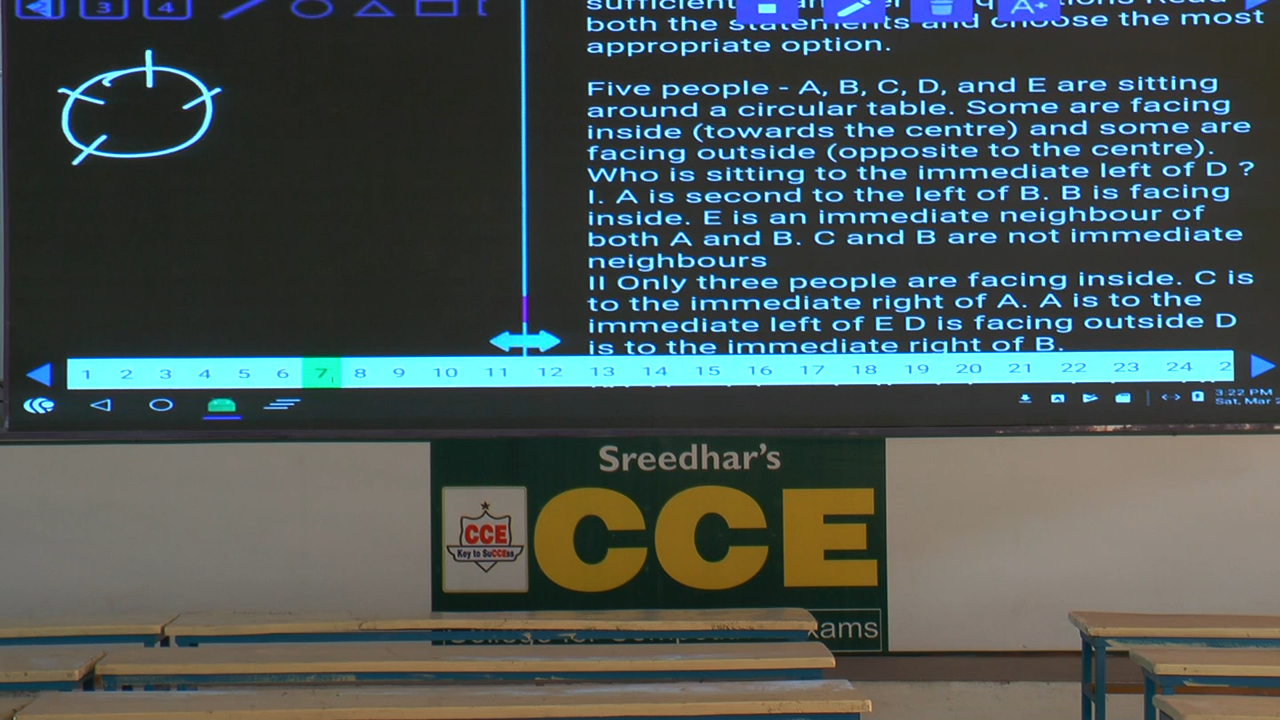 3 4
A+
both the statements and choose the most
appropriate option.
Five people - A, B, C, D, and E are sitting
around a circular table. Some are facing
inside (towards the centre) and some are
facing outside (opposite to the centre).
Who is sitting to the immediate left of D ?
I. A is second to the left of B. B is facing
inside. E is an immediate neighbour of
both A and B. C and B are not immediate
neighbours
II Only three people are facing inside. C is
to the immediate right of A. A is to the
immediate left of E D is facing outside D
is to the immediate right of B.
1 2 3 4 5 6 7 8 9 10 11 12 13 14 15 16 17 18 19 20 21 22 23 24 2
3:22 PM
Sat, Mar
Sreedhar's
CCE
CCE
Key to SuCCEss